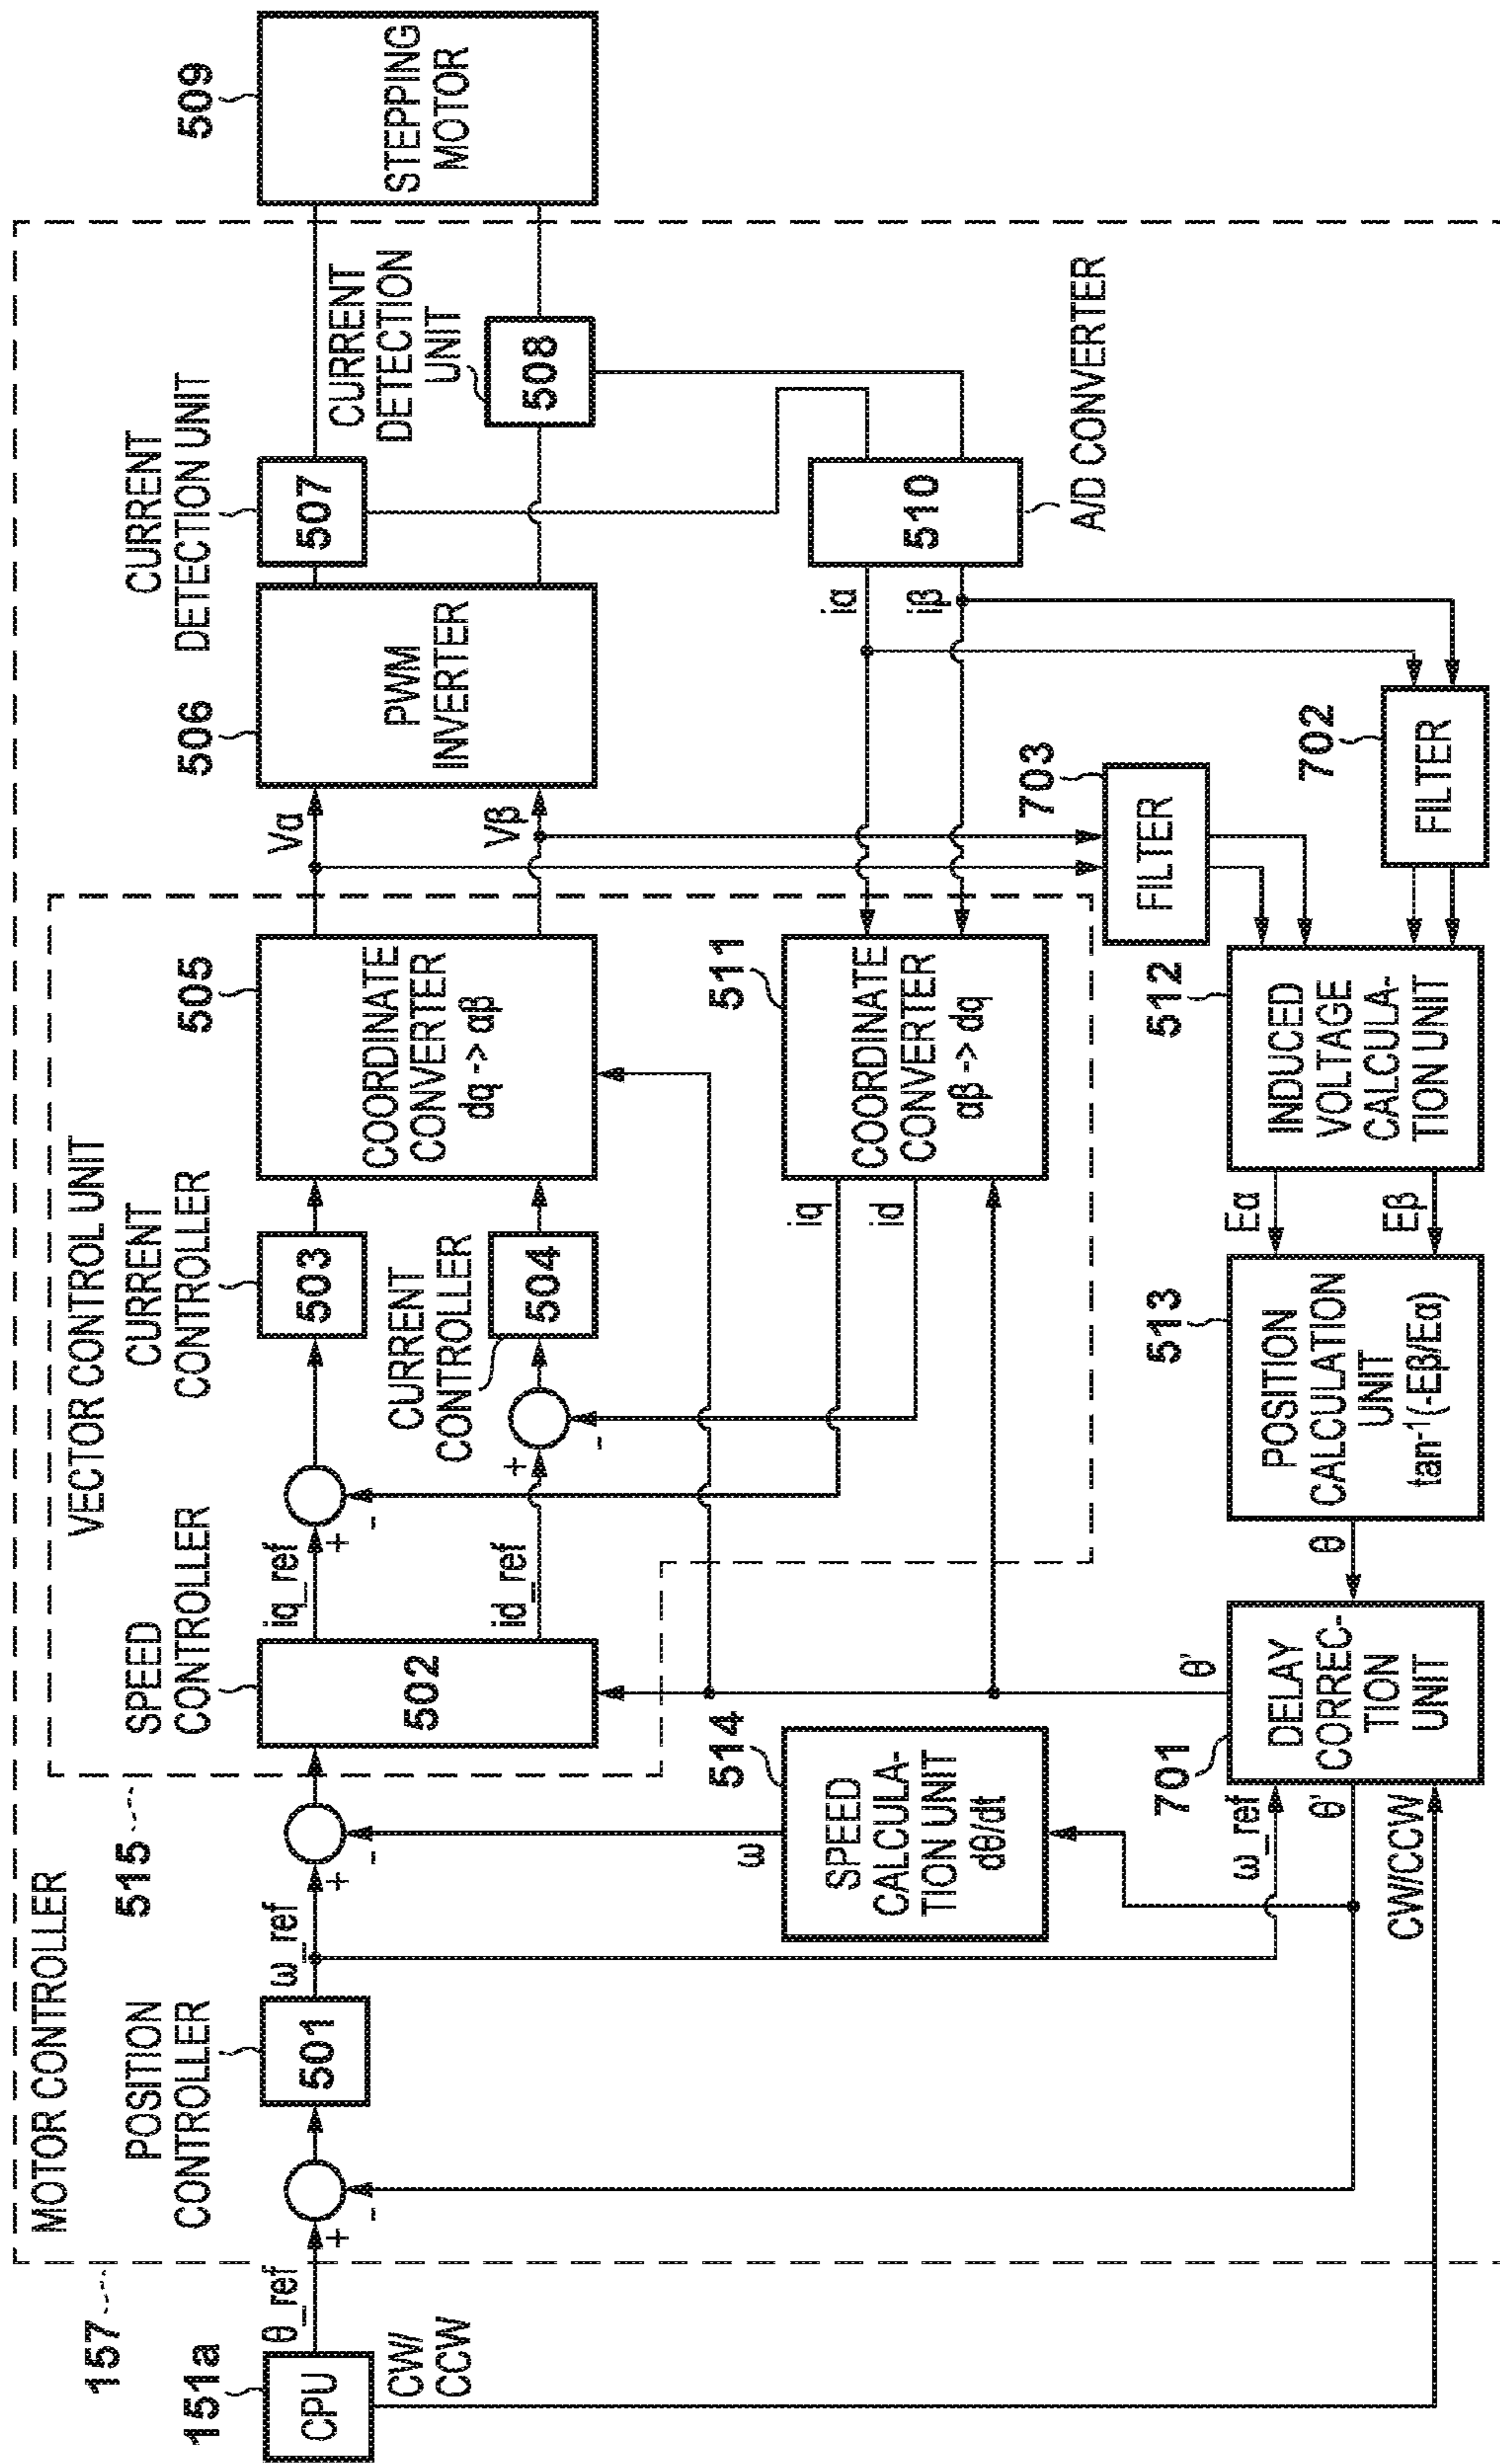 157
MOTOR CONTROLLER
151a
CPU
θ_ref
CW/
CCW
+
-
POSITION
CONTROLLER
501
ω_ref
+
-
515
VECTOR CONTROL UNIT
SPEED
CONTROLLER
502
iq_ref
id_ref
+
-
+
-
CURRENT
CONTROLLER
503
CURRENT
CONTROLLER
504
505
COORDINATE
CONVERTER
dq -> αβ
Vα
Vβ
506
PWM
INVERTER
CURRENT
DETECTION UNIT
507
CURRENT
DETECTION
UNIT
508
509
STEPPING
MOTOR
ω
514
SPEED
CALCULA-
TION UNIT
dθ/dt
iq
id
511
COORDINATE
CONVERTER
αβ -> dq
iα
iβ
510
A/D CONVERTER
ω_ref
θ'
CW/CCW
701
θ'
DELAY
CORREC-
TION
UNIT
θ
513
POSITION
CALCULATION
UNIT
tan⁻¹(-Eβ/Eα)
Eα
Eβ
512
INDUCED
VOLTAGE
CALCULA-
TION UNIT
703
FILTER
702
FILTER